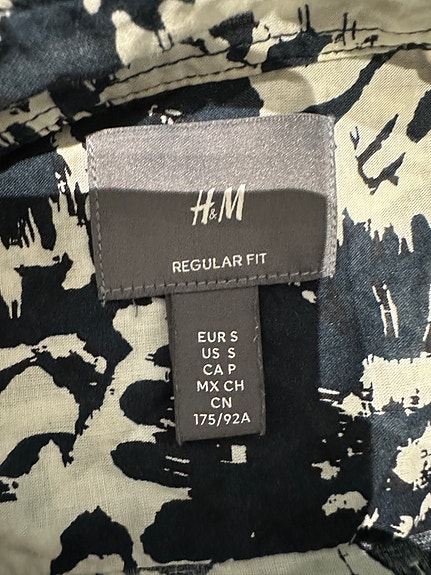 H&M
REGULAR FIT
EUR S
US S
CA P
MX CH
CN
175/92A